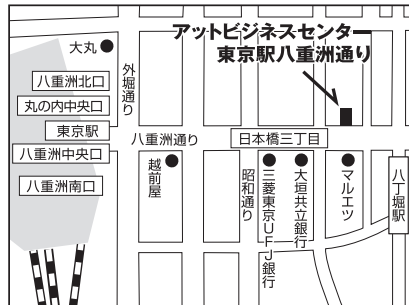 アットビジネスセンター
東京駅八重洲通り
大丸
外堀通り
八重洲北口
丸の内中央口
東京駅
八重洲中央口
八重洲南口
八重洲通り
日本橋三丁目
越前屋
昭和通り
三菱東京UFJ銀行
大垣共立銀行
マルエツ
八丁堀駅